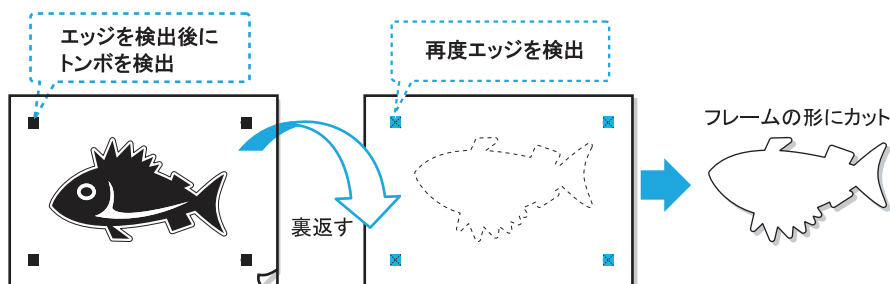 エッジを検出後に
トンボを検出
再度エッジを検出
裏返す
フレームの形にカット